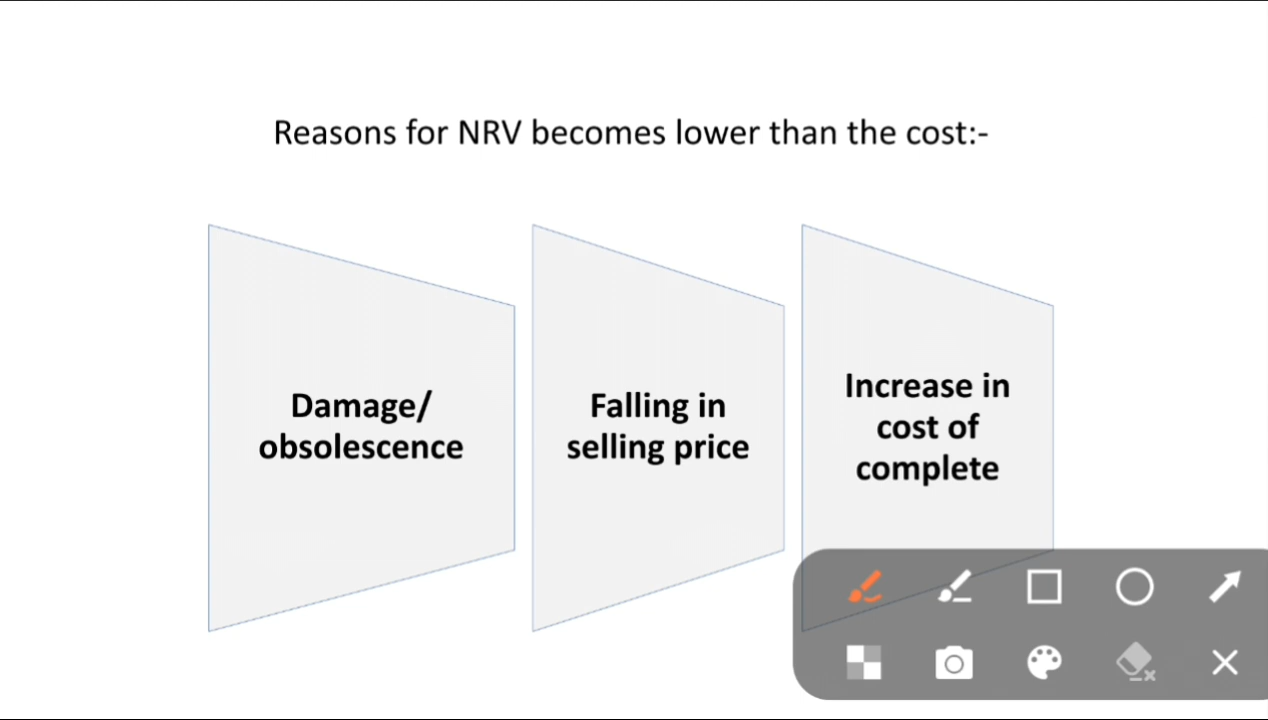 Reasons for NRV becomes lower than the cost:-
Damage/
obsolescence
Falling in
selling price
Increase in
cost of
complete